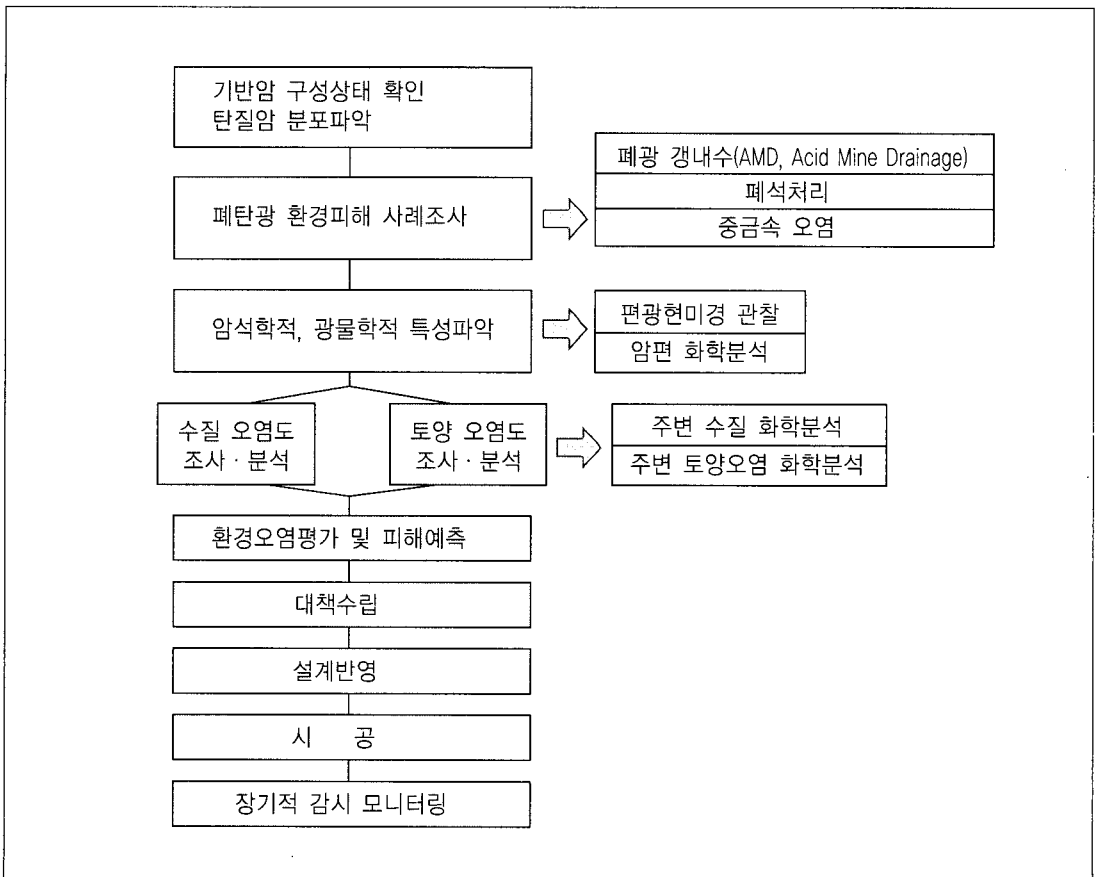 기반암 구성상태 확인
탄질암 분포파악
폐탄광 환경피해 사례조사
폐광 갱내수(AMD, Acid Mine Drainage)
폐석처리
중금속 오염
암석학적, 광물학적 특성파악
편광현미경 관찰
암편 화학분석
수질 오염도
조사 · 분석
토양 오염도
조사 · 분석
주변 수질 화학분석
주변 토양오염 화학분석
환경오염평가 및 피해예측
대책수립
설계반영
시 공
장기적 감시 모니터링